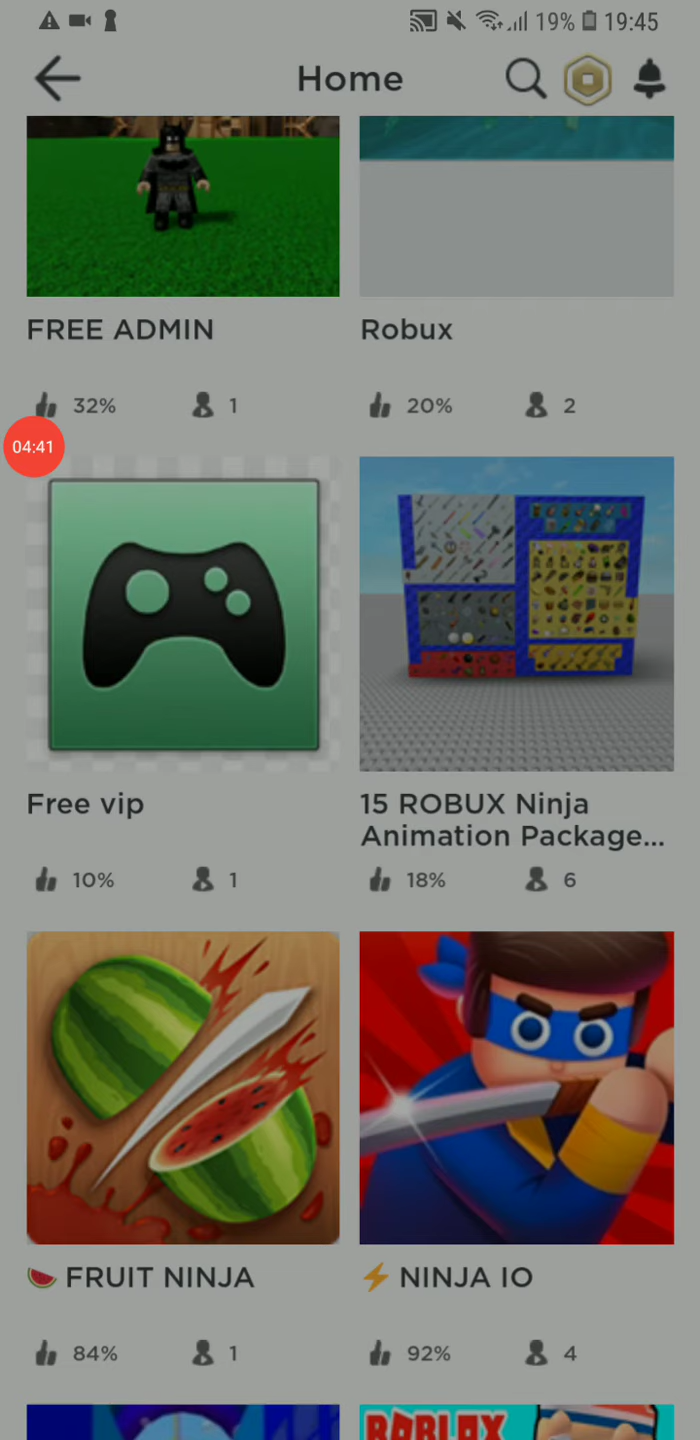 19% 19:45
Home
FREE ADMIN
Robux
32%
1
20%
2
04:41
Free vip
15 ROBUX Ninja
Animation Package...
10%
1
18%
6
🍉 FRUIT NINJA
⚡ NINJA IO
84%
1
92%
4
ROBLOX